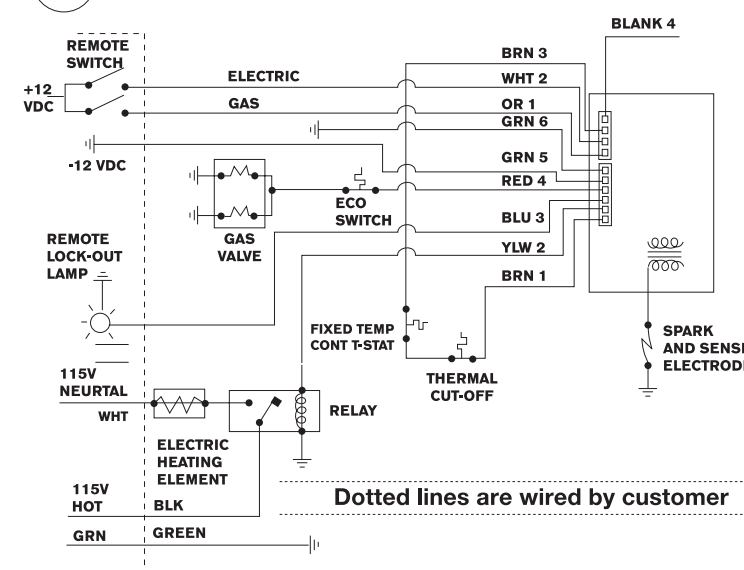 BLANK 4
REMOTE
SWITCH
BRN 3
+12
VDC
ELECTRIC
WHT 2
GAS
OR 1
GRN 6
-12 VDC
GRN 5
RED 4
ECO
SWITCH
BLU 3
GAS
VALVE
REMOTE
LOCK-OUT
LAMP
YLW 2
BRN 1
FIXED TEMP
CONT T-STAT
SPARK
AND SENSI
ELECTROD
THERMAL
CUT-OFF
115V
NEURTAL
WHT
RELAY
ELECTRIC
HEATING
ELEMENT
115V
HOT
BLK
Dotted lines are wired by customer
GRN
GREEN